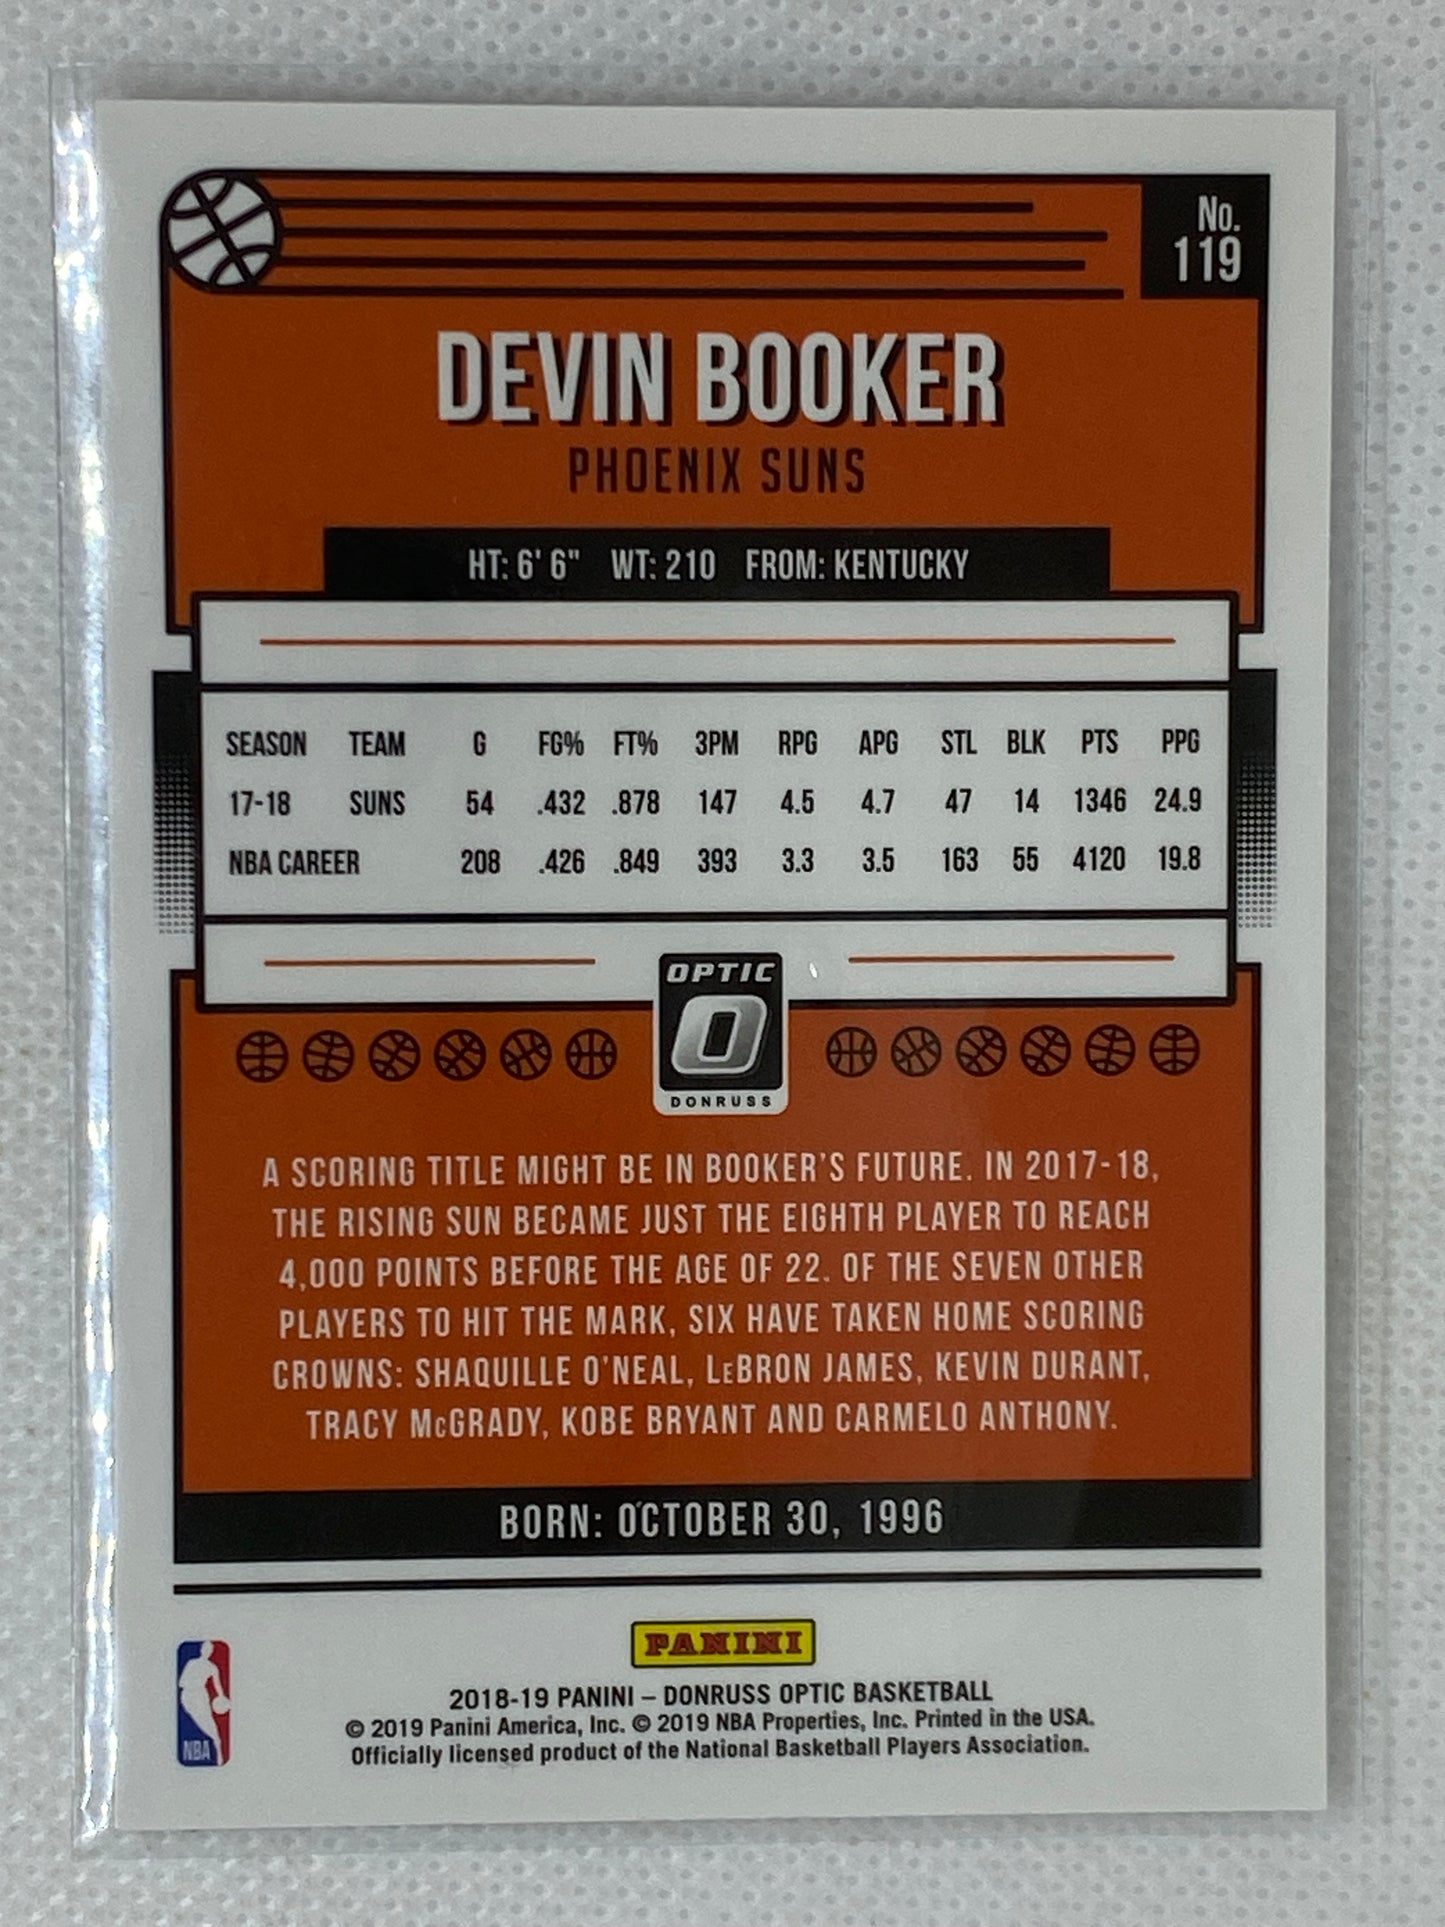 No.
119
DEVIN BOOKER
PHOENIX SUNS
HT: 6' 6" WT: 210 FROM: KENTUCKY
SEASON TEAM G FG% FT% 3PM RPG APG STL BLK PTS PPG
17-18 SUNS 54 .432 .878 147 4.5 4.7 47 14 1346 24.9
NBA CAREER 208 .426 .849 393 3.3 3.5 163 55 4120 19.8
OPTIC
O
DONRUSS
A SCORING TITLE MIGHT BE IN BOOKER'S FUTURE. IN 2017-18,
THE RISING SUN BECAME JUST THE EIGHTH PLAYER TO REACH
4,000 POINTS BEFORE THE AGE OF 22. OF THE SEVEN OTHER
PLAYERS TO HIT THE MARK, SIX HAVE TAKEN HOME SCORING
CROWNS: SHAQUILLE O'NEAL, LeBRON JAMES, KEVIN DURANT,
TRACY McGRADY, KOBE BRYANT AND CARMELO ANTHONY.
BORN: OCTOBER 30, 1996
PANINI
2018-19 PANINI – DONRUSS OPTIC BASKETBALL
© 2019 Panini America, Inc. © 2019 NBA Properties, Inc. Printed in the USA.
Officially licensed product of the National Basketball Players Association.
NBA